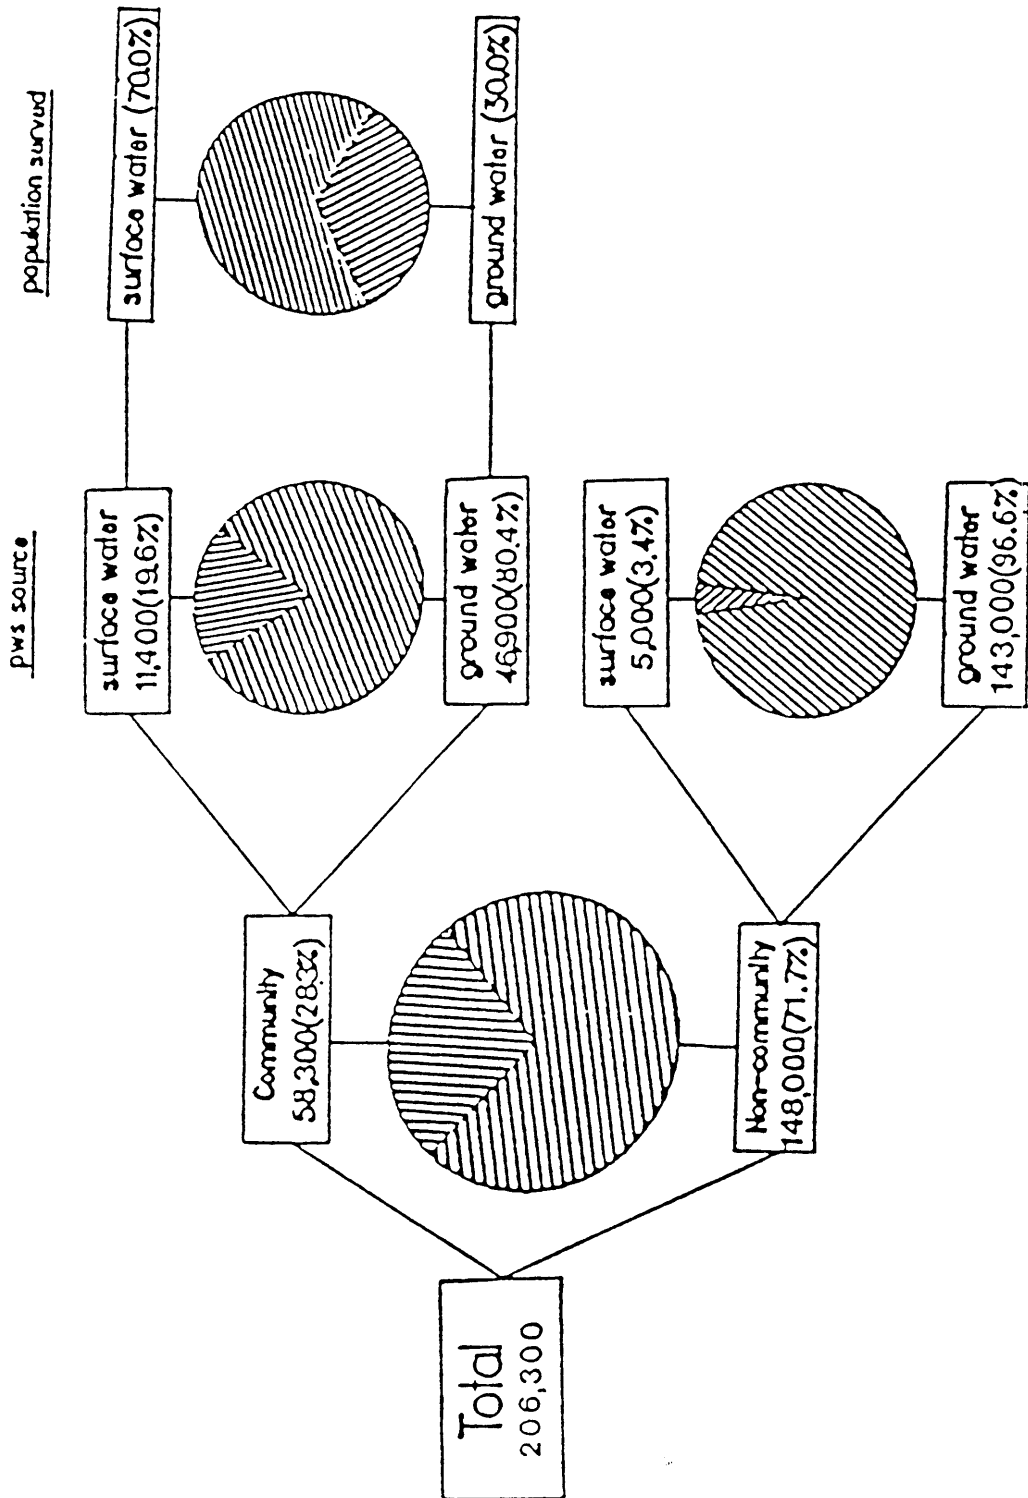 pws source
population survud
Total
206,300
Community
58,300(28.3%)
Non-community
148,000(71.7%)
surface water
11,400(19.6%)
ground water
46,900(80.4%)
surface water
5,000(3.4%)
ground water
143,000(96.6%)
surface water (70.0%)
ground water (30.0%)